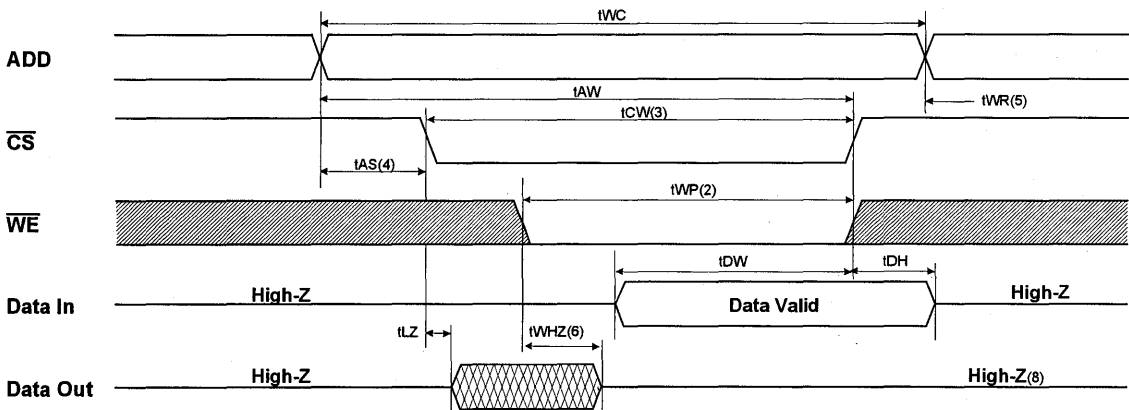 tWC
ADD
tAW
tWR(5)
tCW(3)
CS
tAS(4)
tWP(2)
WE
tDW
tDH
High-Z
High-Z
Data In
Data Valid
tLZ
tWHZ(6)
High-Z
High-Z(8)
Data Out